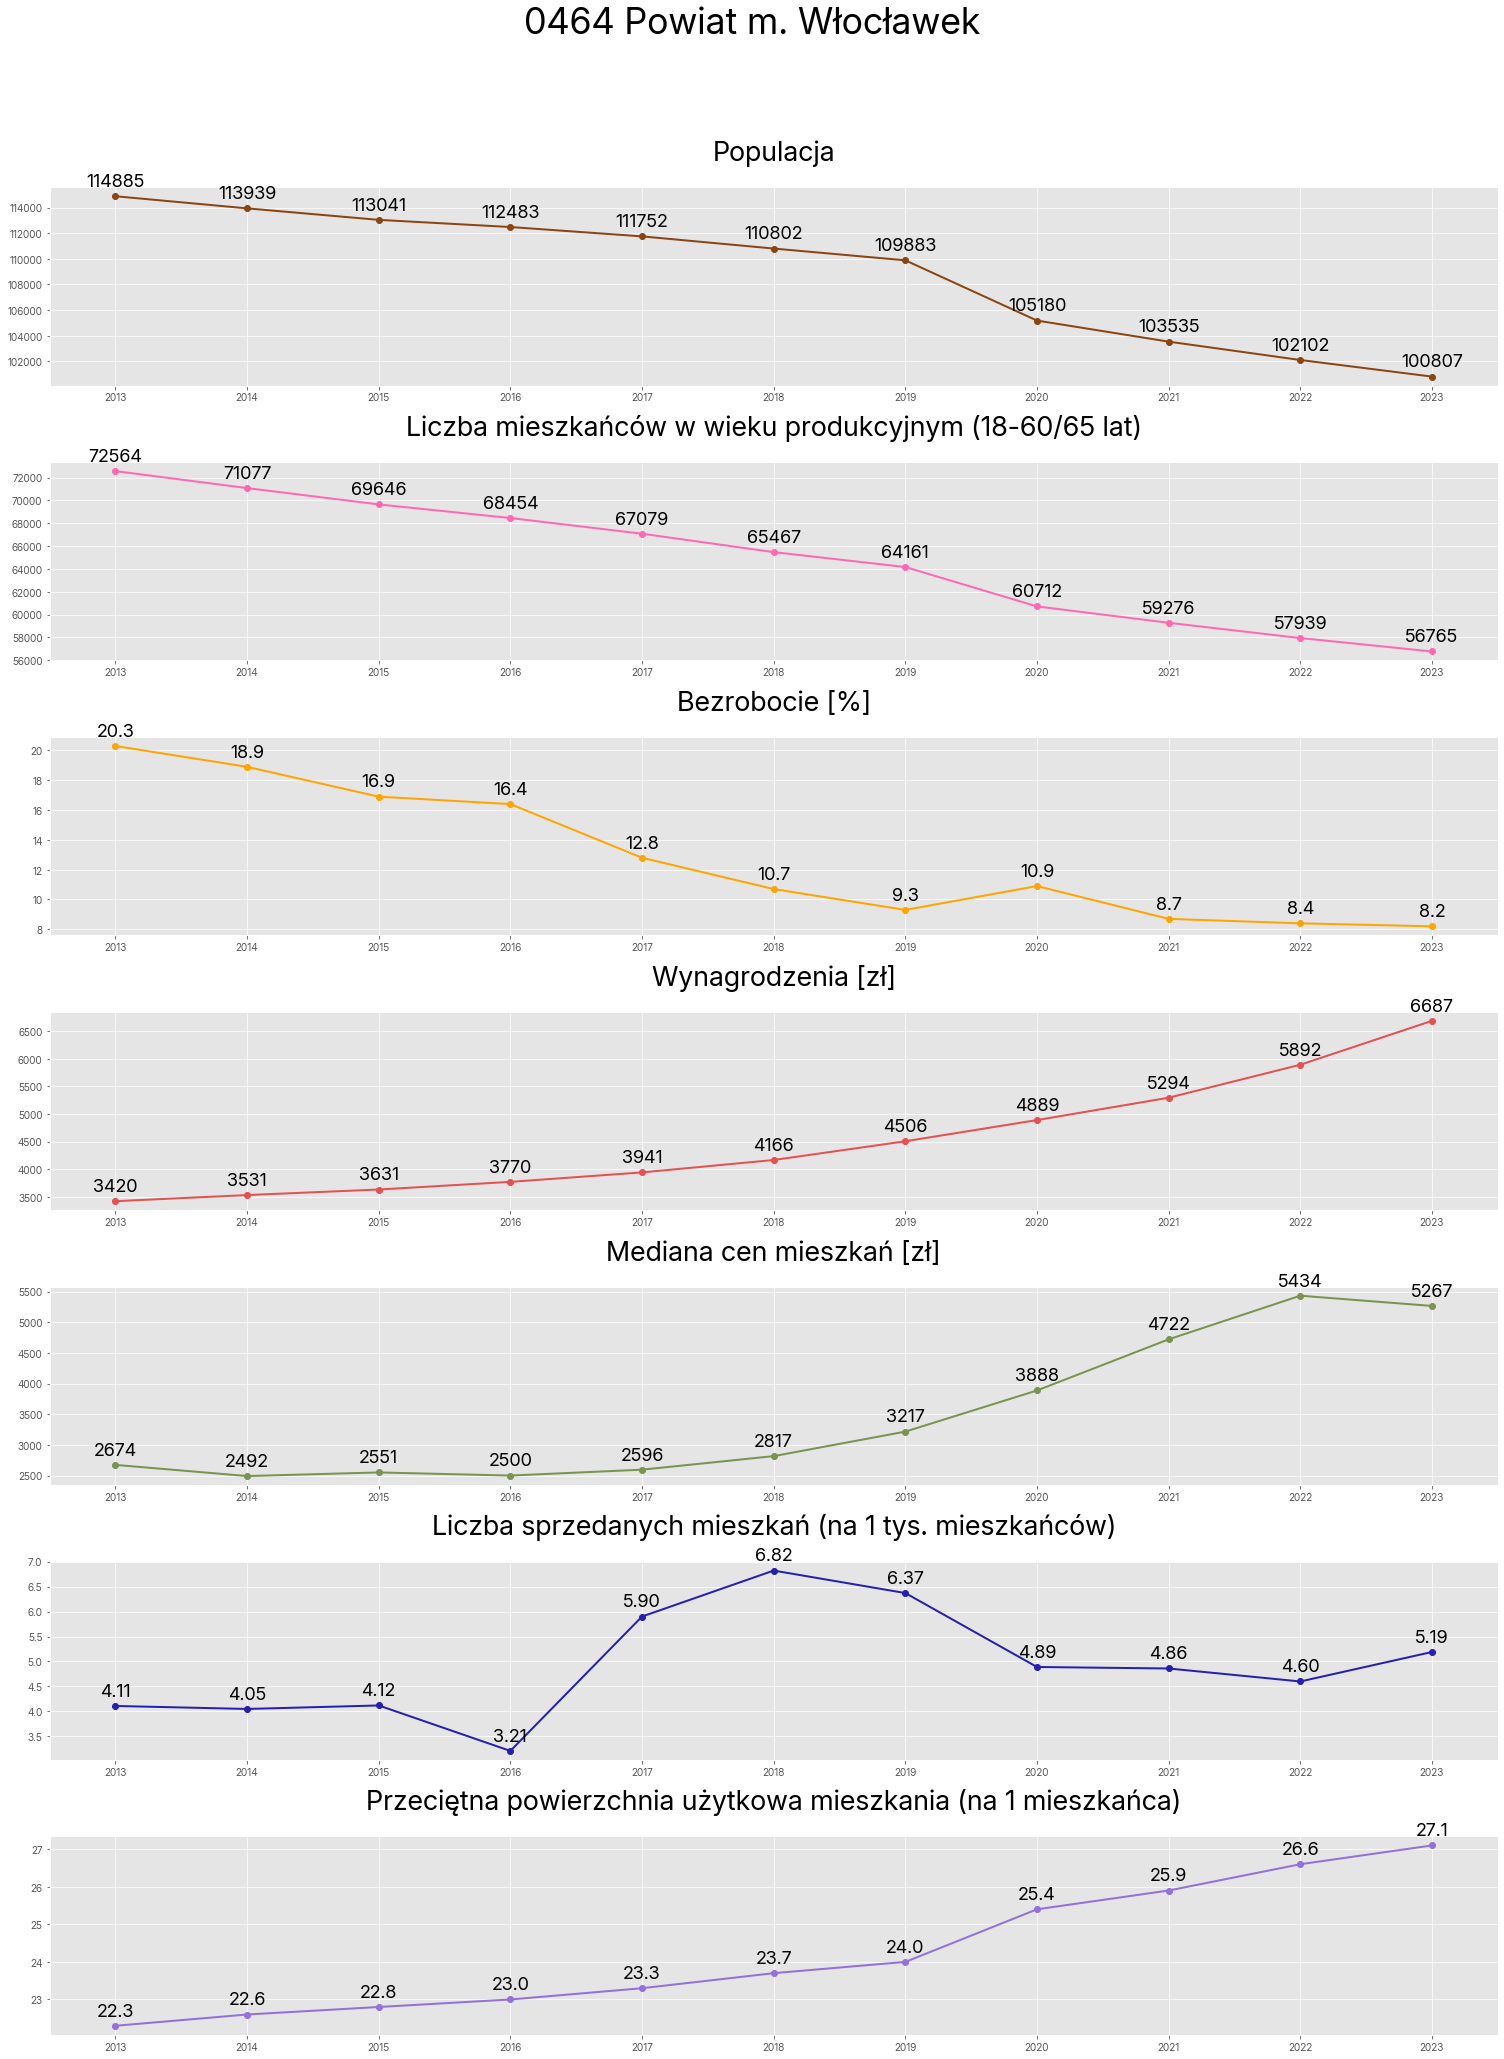 0464 Powiat m. Włocławek
Populacja
114885 113939 113041 112483 111752 110802 109883 105180 103535 102102 100807
114000
112000
110000
108000
106000
104000
102000
2013 2014 2015 2016 2017 2018 2019 2020 2021 2022 2023
Liczba mieszkańców w wieku produkcyjnym (18-60/65 lat)
72564 71077 69646 68454 67079 65467 64161 60712 59276 57939 56765
72000
70000
68000
66000
64000
62000
60000
58000
56000
2013 2014 2015 2016 2017 2018 2019 2020 2021 2022 2023
Bezrobocie [%]
20.3 18.9 16.9 16.4 12.8 10.7 9.3 10.9 8.7 8.4 8.2
20
18
16
14
12
10
8
2013 2014 2015 2016 2017 2018 2019 2020 2021 2022 2023
Wynagrodzenia [zł]
3420 3531 3631 3770 3941 4166 4506 4889 5294 5892 6687
6500
6000
5500
5000
4500
4000
3500
2013 2014 2015 2016 2017 2018 2019 2020 2021 2022 2023
Mediana cen mieszkań [zł]
2674 2492 2551 2500 2596 2817 3217 3888 4722 5434 5267
5500
5000
4500
4000
3500
3000
2500
2013 2014 2015 2016 2017 2018 2019 2020 2021 2022 2023
Liczba sprzedanych mieszkań (na 1 tys. mieszkańców)
4.11 4.05 4.12 3.21 5.90 6.82 6.37 4.89 4.86 4.60 5.19
7.0
6.5
6.0
5.5
5.0
4.5
4.0
3.5
2013 2014 2015 2016 2017 2018 2019 2020 2021 2022 2023
Przeciętna powierzchnia użytkowa mieszkania (na 1 mieszkańca)
22.3 22.6 22.8 23.0 23.3 23.7 24.0 25.4 25.9 26.6 27.1
27
26
25
24
23
2013 2014 2015 2016 2017 2018 2019 2020 2021 2022 2023